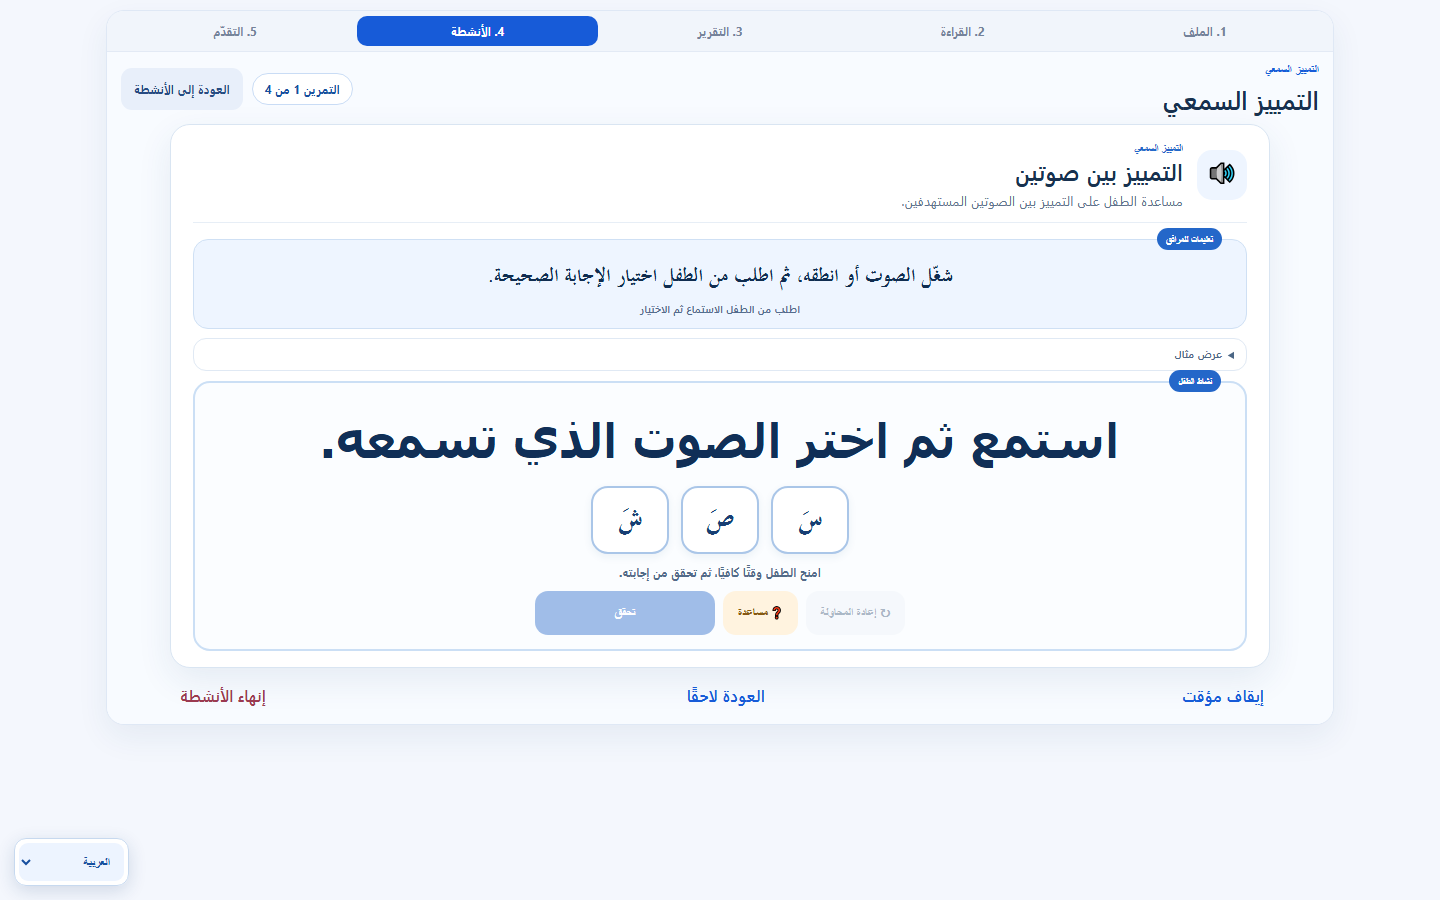 1. الملف
2. القراءة
3. التقرير
4. الأنشطة
5. التقدّم
التمييز السمعي
التمييز السمعي
التمرين 1 من 4
العودة إلى الأنشطة
التمييز السمعي
التمييز بين صوتين
مساعدة الطفل على التمييز بين الصوتين المستهدفين.
تعليمات للمرافق
شغّل الصوت أو انطقه، ثم اطلب من الطفل اختيار الإجابة الصحيحة.
اطلب من الطفل الاستماع ثم الاختيار
عرض مثال
نشاط الطفل
استمع ثم اختر الصوت الذي تسمعه.
سَ
صَ
شَ
امنح الطفل وقتًا كافيًا، ثم تحقق من إجابته.
↻ إعادة المحاولة
❓ مساعدة
تحقق
إيقاف مؤقت
العودة لاحقًا
إنهاء الأنشطة
العربية